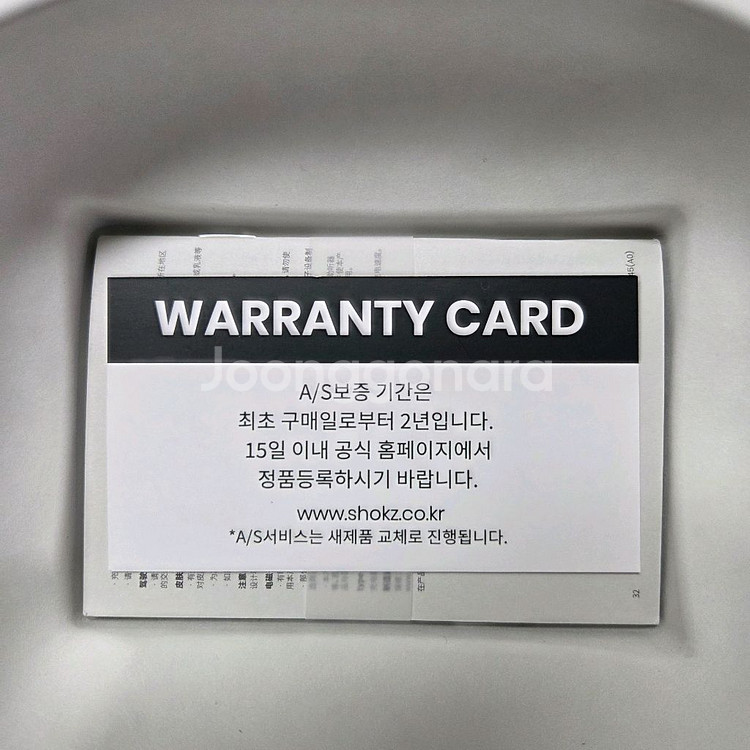 WARRANTY CARD
Joonggonara
A/S보증 기간은
최초 구매일로부터 2년입니다.
15일 이내 공식 홈페이지에서
정품등록하시기 바랍니다.
www.shokz.co.kr
*A/S서비스는 새제품 교체로 진행됩니다.
32